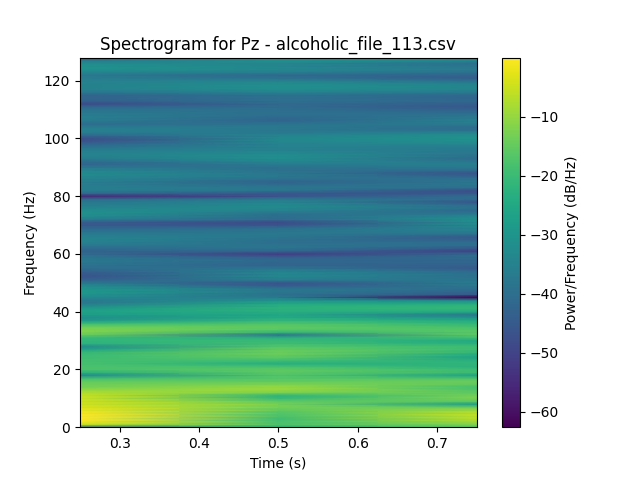 Spectrogram for Pz - alcoholic_file_113.csv
120
100
80
60
40
20
0
Frequency (Hz)
0.3 0.4 0.5 0.6 0.7
Time (s)
−10
−20
−30
−40
−50
−60
Power/Frequency (dB/Hz)